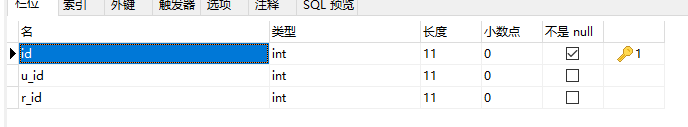 栏位 索引 外键 触发器 选项 注释 SQL 预览
名 类型 长度 小数点 不是 null
id int 11 0 1
u_id int 11 0
r_id int 11 0